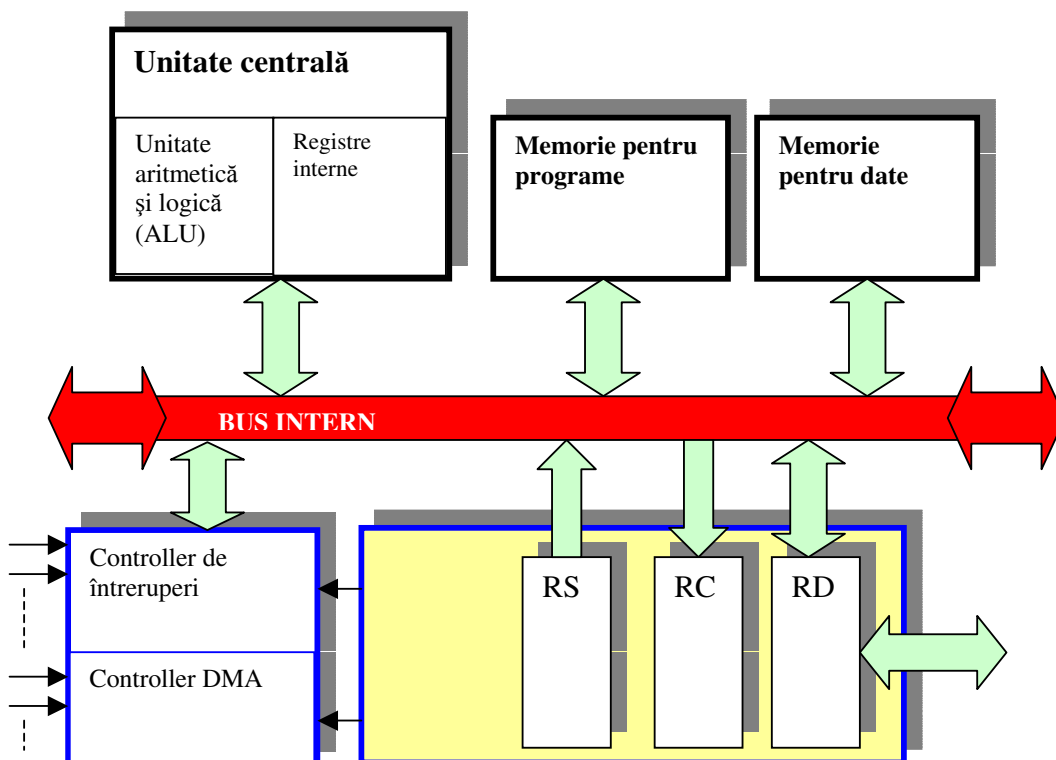 Unitate centrală
Unitate
aritmetică
şi logică
(ALU)
Registre
interne
Memorie pentru
programe
Memorie
pentru date
BUS INTERN
Controller de
întreruperi
Controller DMA
RS
RC
RD